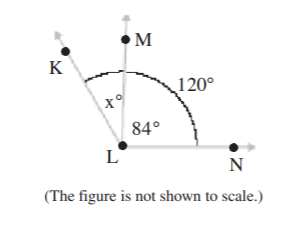 M
K
120°
x°
84°
L
N
(The figure is not shown to scale.)